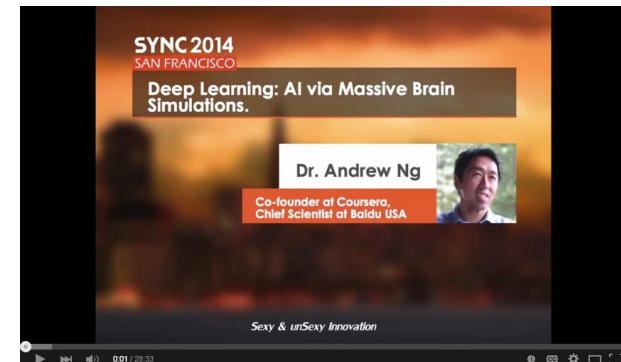 SYNC 2014
SAN FRANCISCO
Deep Learning: AI via Massive Brain
Simulations.
Dr. Andrew Ng
Co-founder at Coursera,
Chief Scientist at Baidu USA
Sexy & unSexy Innovation
0:01 / 28:33
CC